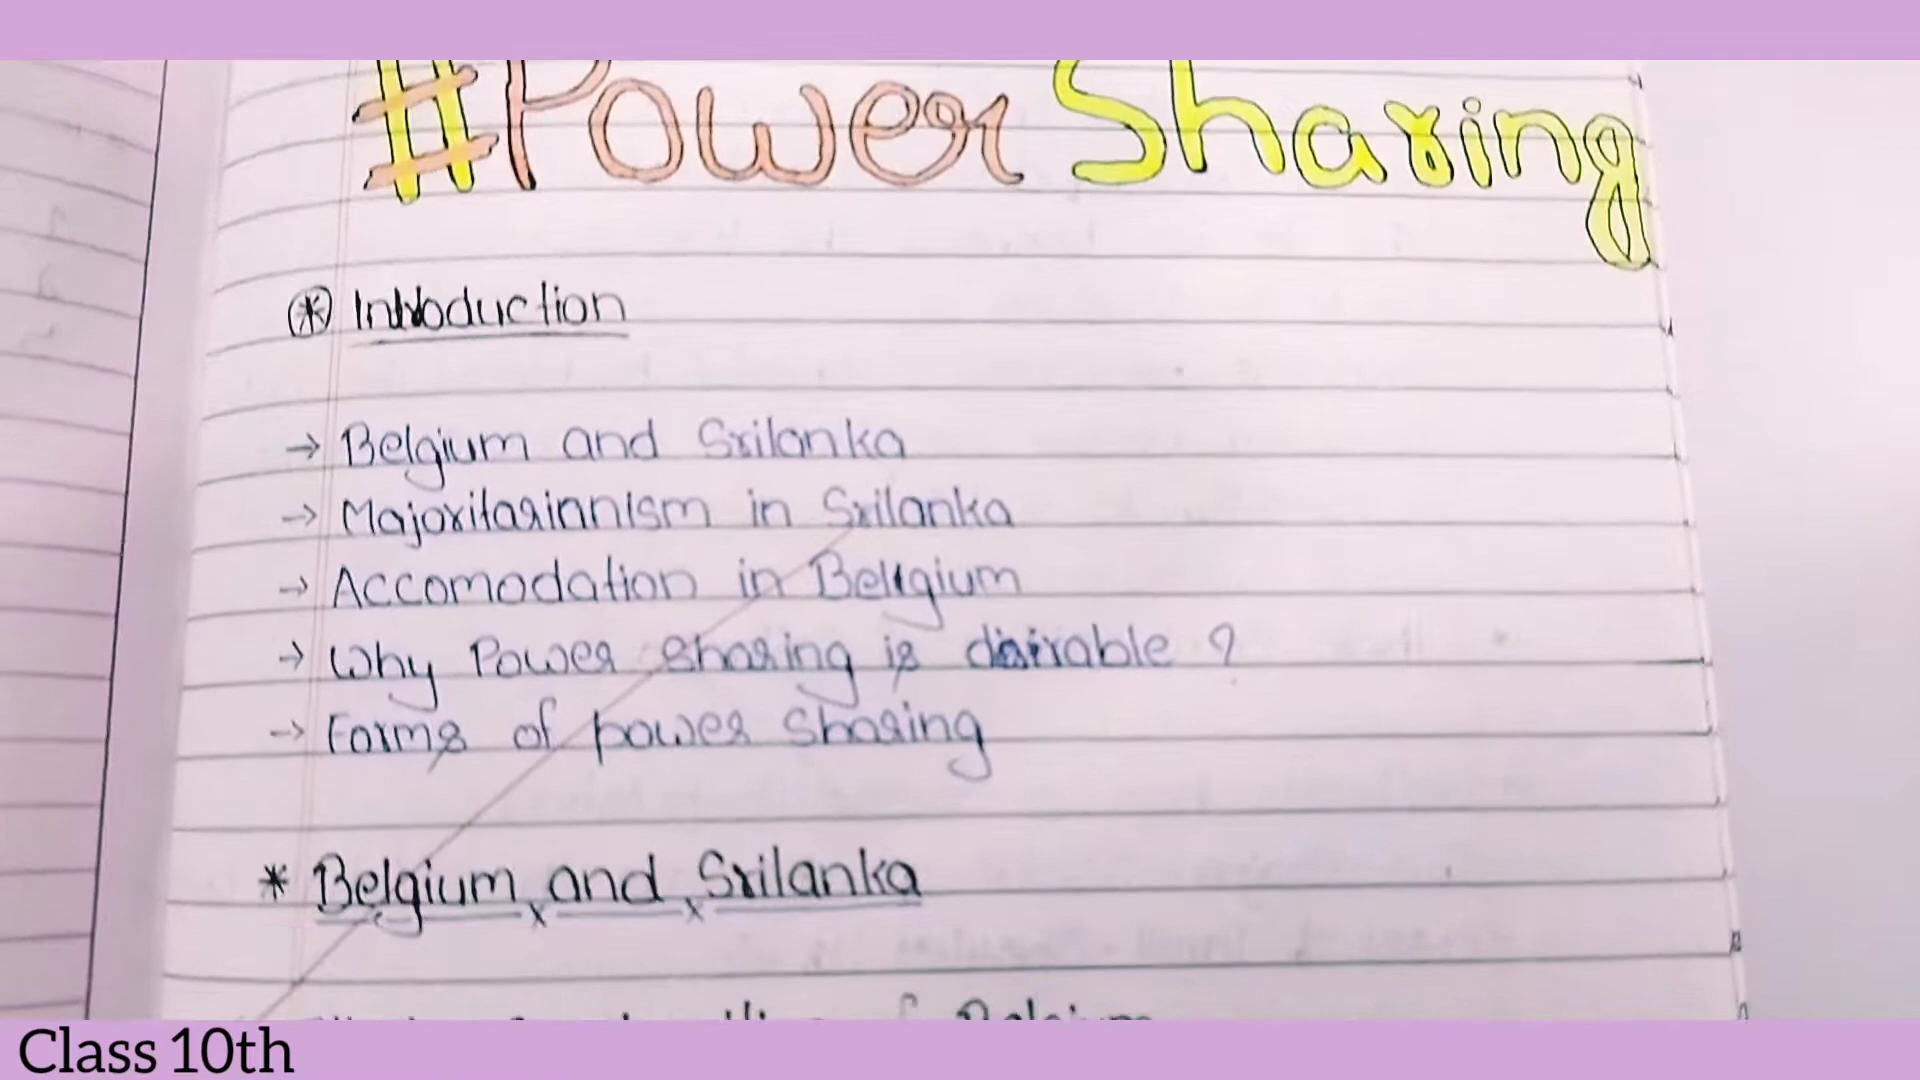 #Power Sharing
⊛ Introduction
→ Belgium and Srilanka
→ Majoritarinnism in Srilanka
→ Accomodation in Belgium
→ Why Power sharing is desirable ?
→ Forms of power sharing
* Belgium and Srilanka
Class 10th